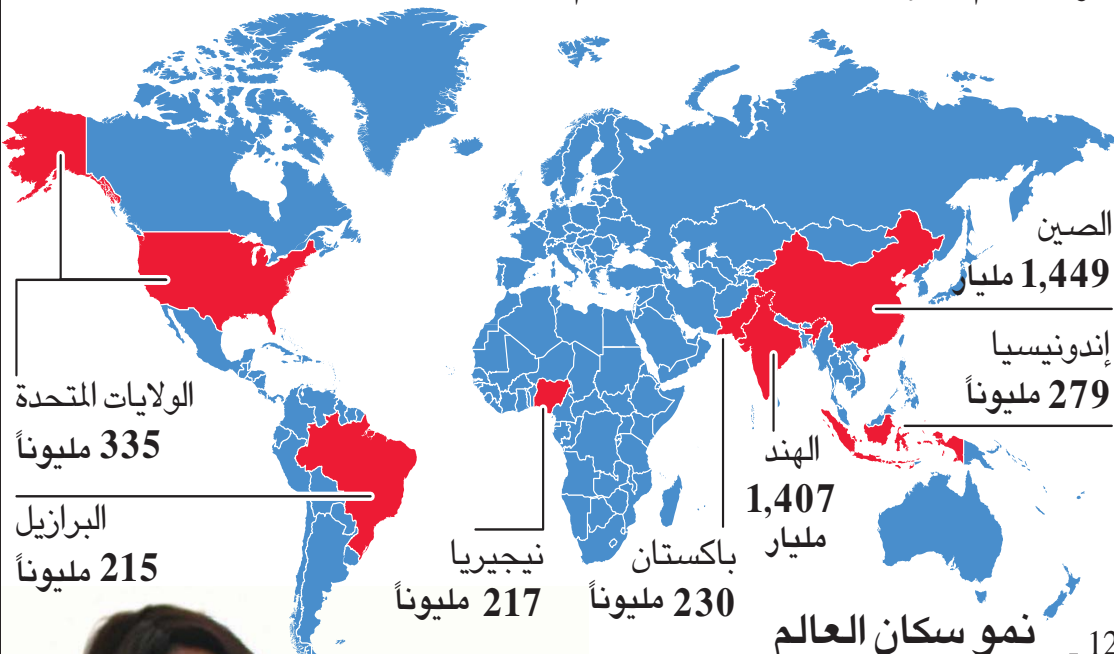 الصين
1,449 مليار
إندونيسيا
279 مليوناً
الولايات المتحدة
335 مليوناً
الهند
1,407
مليار
البرازيل
215 مليوناً
نيجيريا
217 مليوناً
باكستان
230 مليوناً
نمو سكان العالم
12